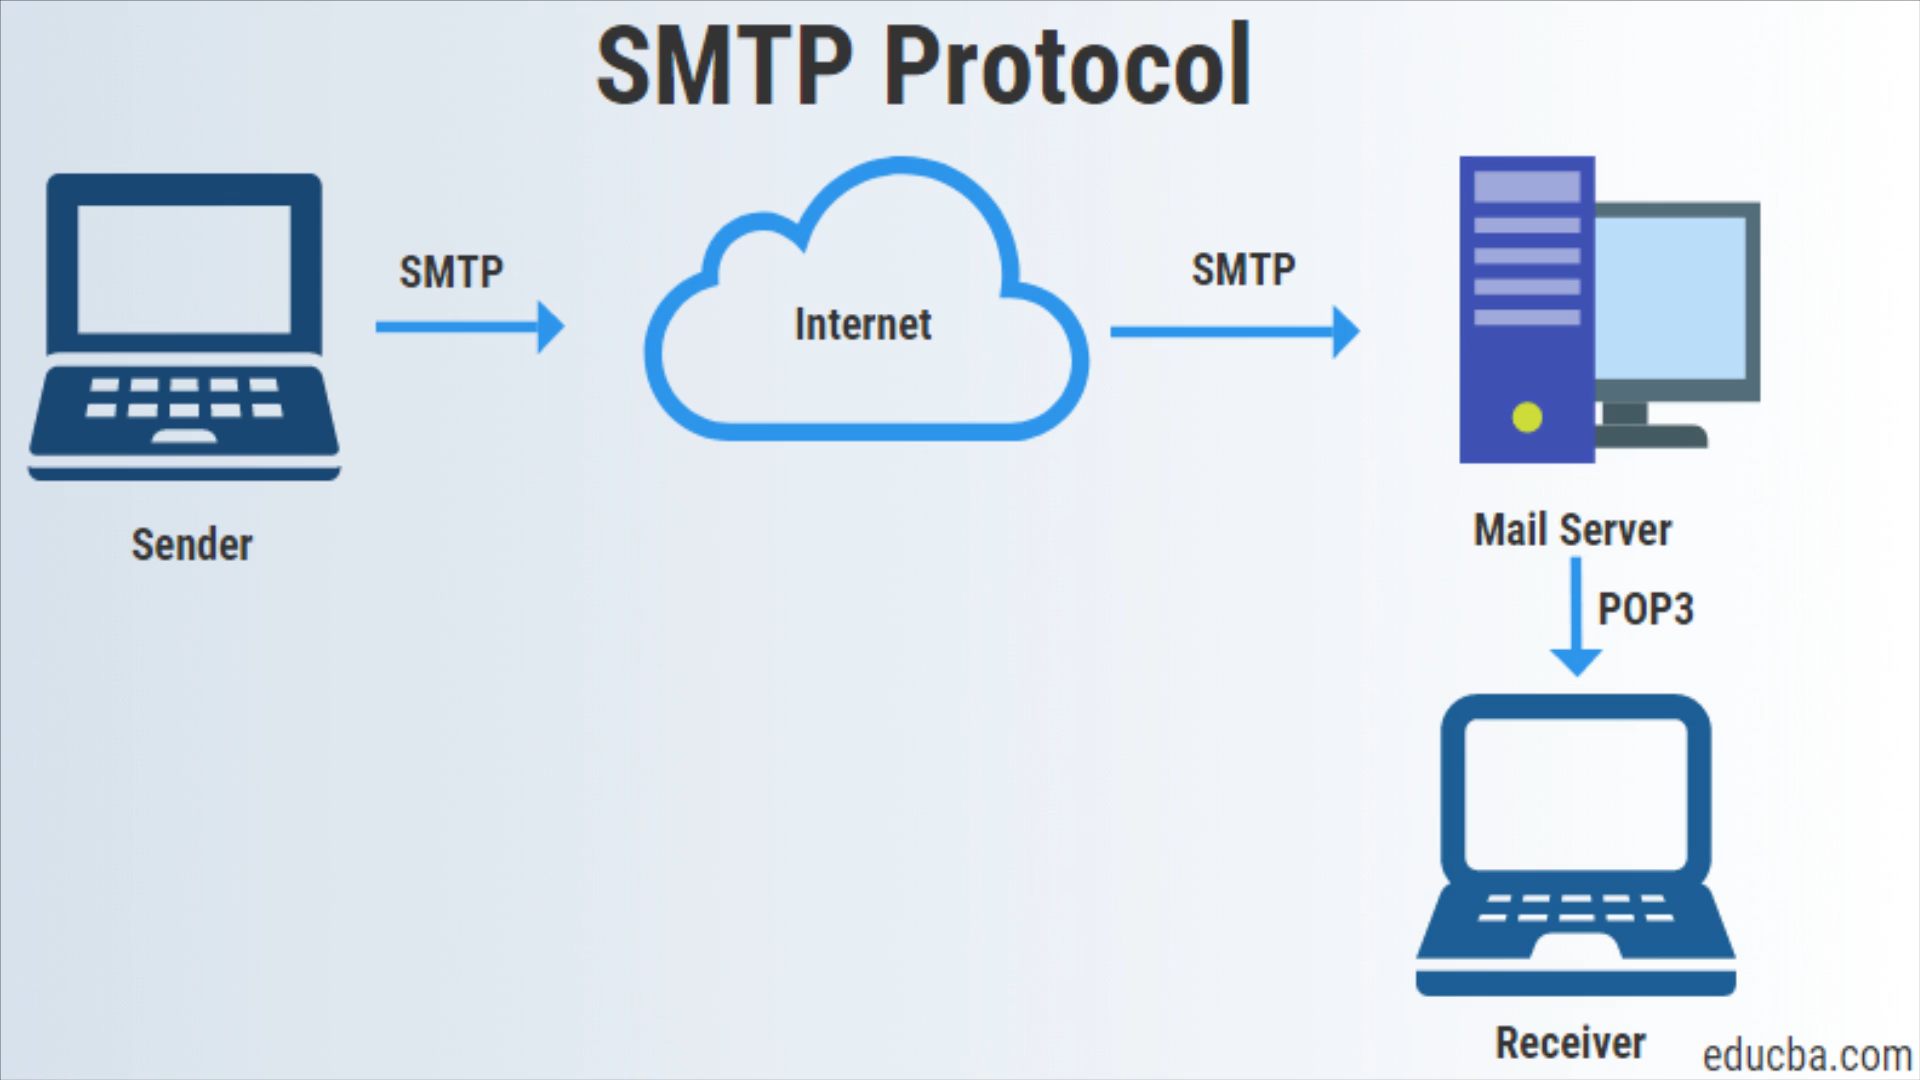 SMTP Protocol
SMTP
Internet
SMTP
Sender
Mail Server
POP3
Receiver
educba.com